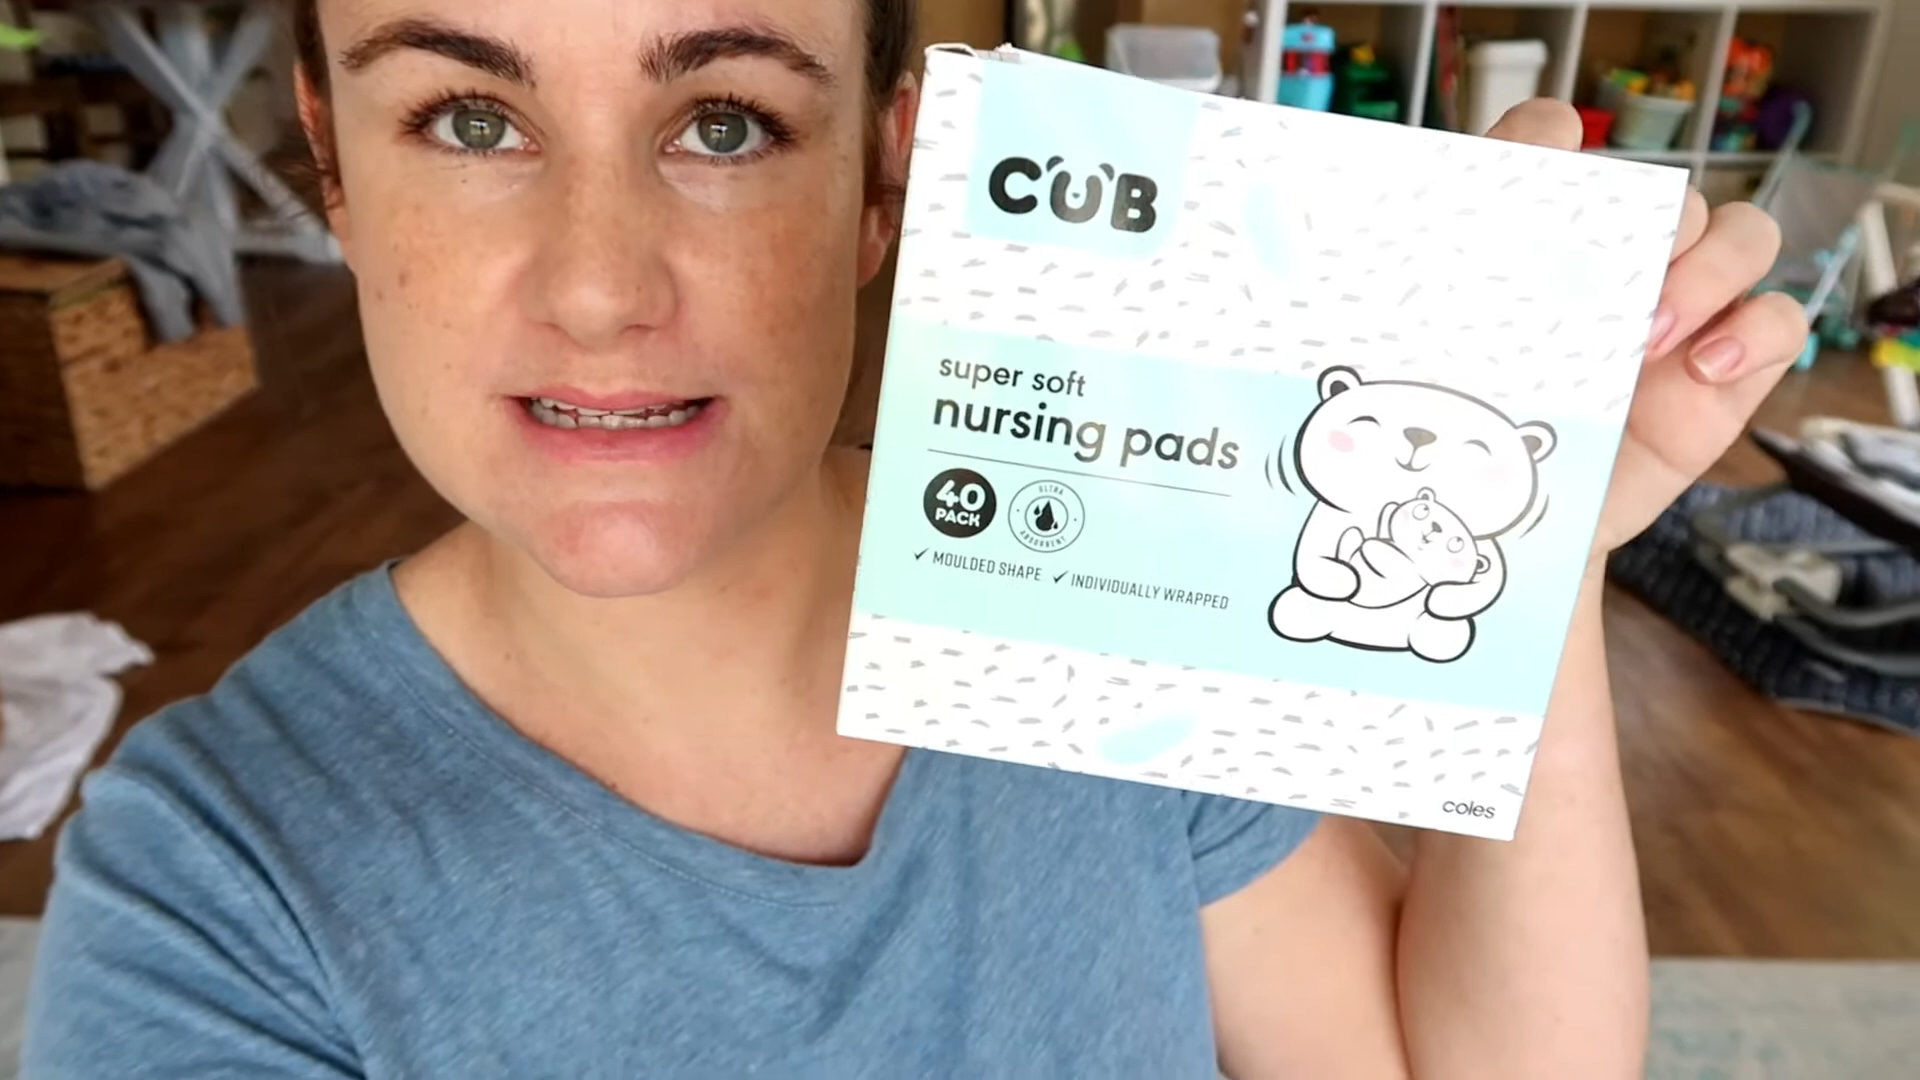 CUB
super soft
nursing pads
40
PACK
ULTRA
ABSORBENT
✓ MOULDED SHAPE ✓ INDIVIDUALLY WRAPPED
coles